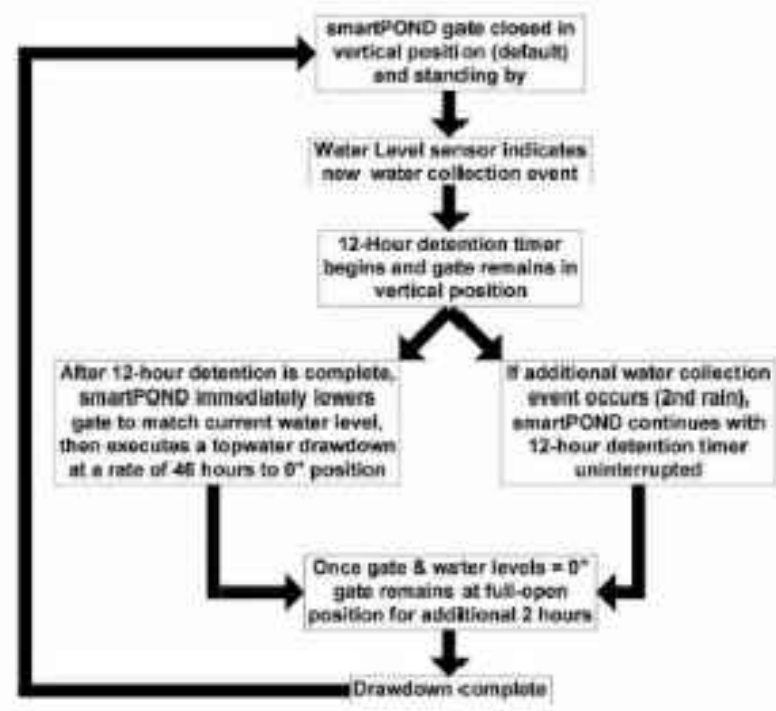 smartPOND gate closed in
vertical position (default)
and standing by
Water Level sensor indicates
new water collection event
12-Hour detention timer
begins and gate remains in
vertical position
After 12-hour detention is complete,
smartPOND immediately lowers
gate to match current water level,
then executes a topwater drawdown
at a rate of 46 hours to 0" position
If additional water collection
event occurs (2nd rain),
smartPOND continues with
12-hour detention timer
uninterrupted
Once gate & water levels = 0"
gate remains at full-open
position for additional 2 hours
Drawdown complete